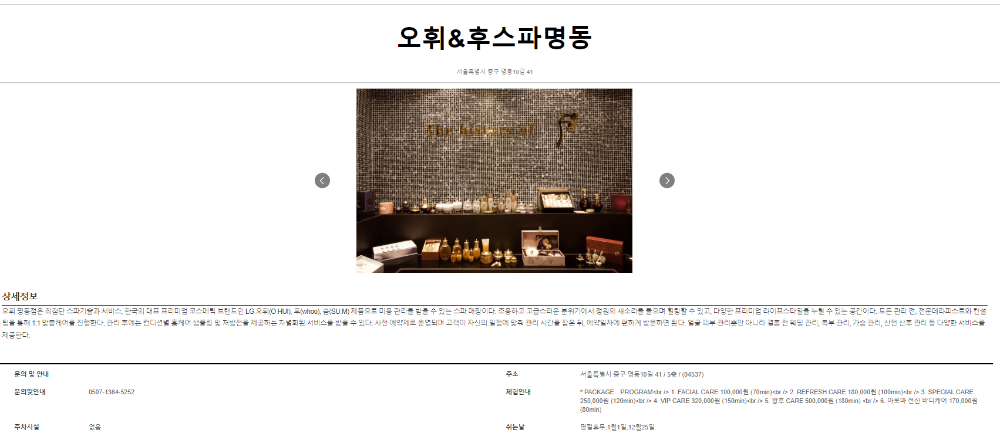 오휘&후스파명동
서울특별시 중구 명동10길 41
The history of
상세정보
오휘 명동점은 최첨단 스파기술과 서비스, 한국의 대표 프리미엄 코스메틱 브랜드인 LG 오휘(O HUI), 후(whoo), 숨(SU:M) 제품으로 미용 관리를 받을 수 있는 스파 매장이다. 조용하고 고급스러운 분위기에서 정원의 새소리를 들으며 힐링할 수 있고, 다양한 프리미엄 라이프스타일을 누릴 수 있는 공간이다. 모든 관리 전, 전문테라피스트와 컨설
팅을 통해 1:1 맞춤케어를 진행한다. 관리 후에는 컨디션별 홈케어 샘플링 및 처방전을 제공하는 차별화된 서비스를 받을 수 있다. 사전 예약제로 운영되며 고객이 자신의 일정에 맞춰 관리 시간을 잡은 뒤, 예약일자에 편하게 방문하면 된다. 얼굴 피부 관리뿐만 아니라 결혼 전 웨딩 관리, 복부 관리, 가슴 관리, 산전 산후 관리 등 다양한 서비스를
제공한다.
문의 및 안내
주소 서울특별시 중구 명동10길 41 / 5층 / (04537)
문의및안내 0507-1364-5252
체험안내 * PACKAGE PROGRAM<br /> 1. FACIAL CARE 100,000원 (70min)<br /> 2. REFRESH CARE 180,000원 (100min)<br /> 3. SPECIAL CARE
250,000원 (120min)<br /> 4. VIP CARE 320,000원 (150min)<br /> 5. 왕후 CARE 500,000원 (180min) <br /> 6. 아로마 전신 바디케어 170,000원
(80min)
주차시설 없음
쉬는날 명절휴무,1월1일,12월25일